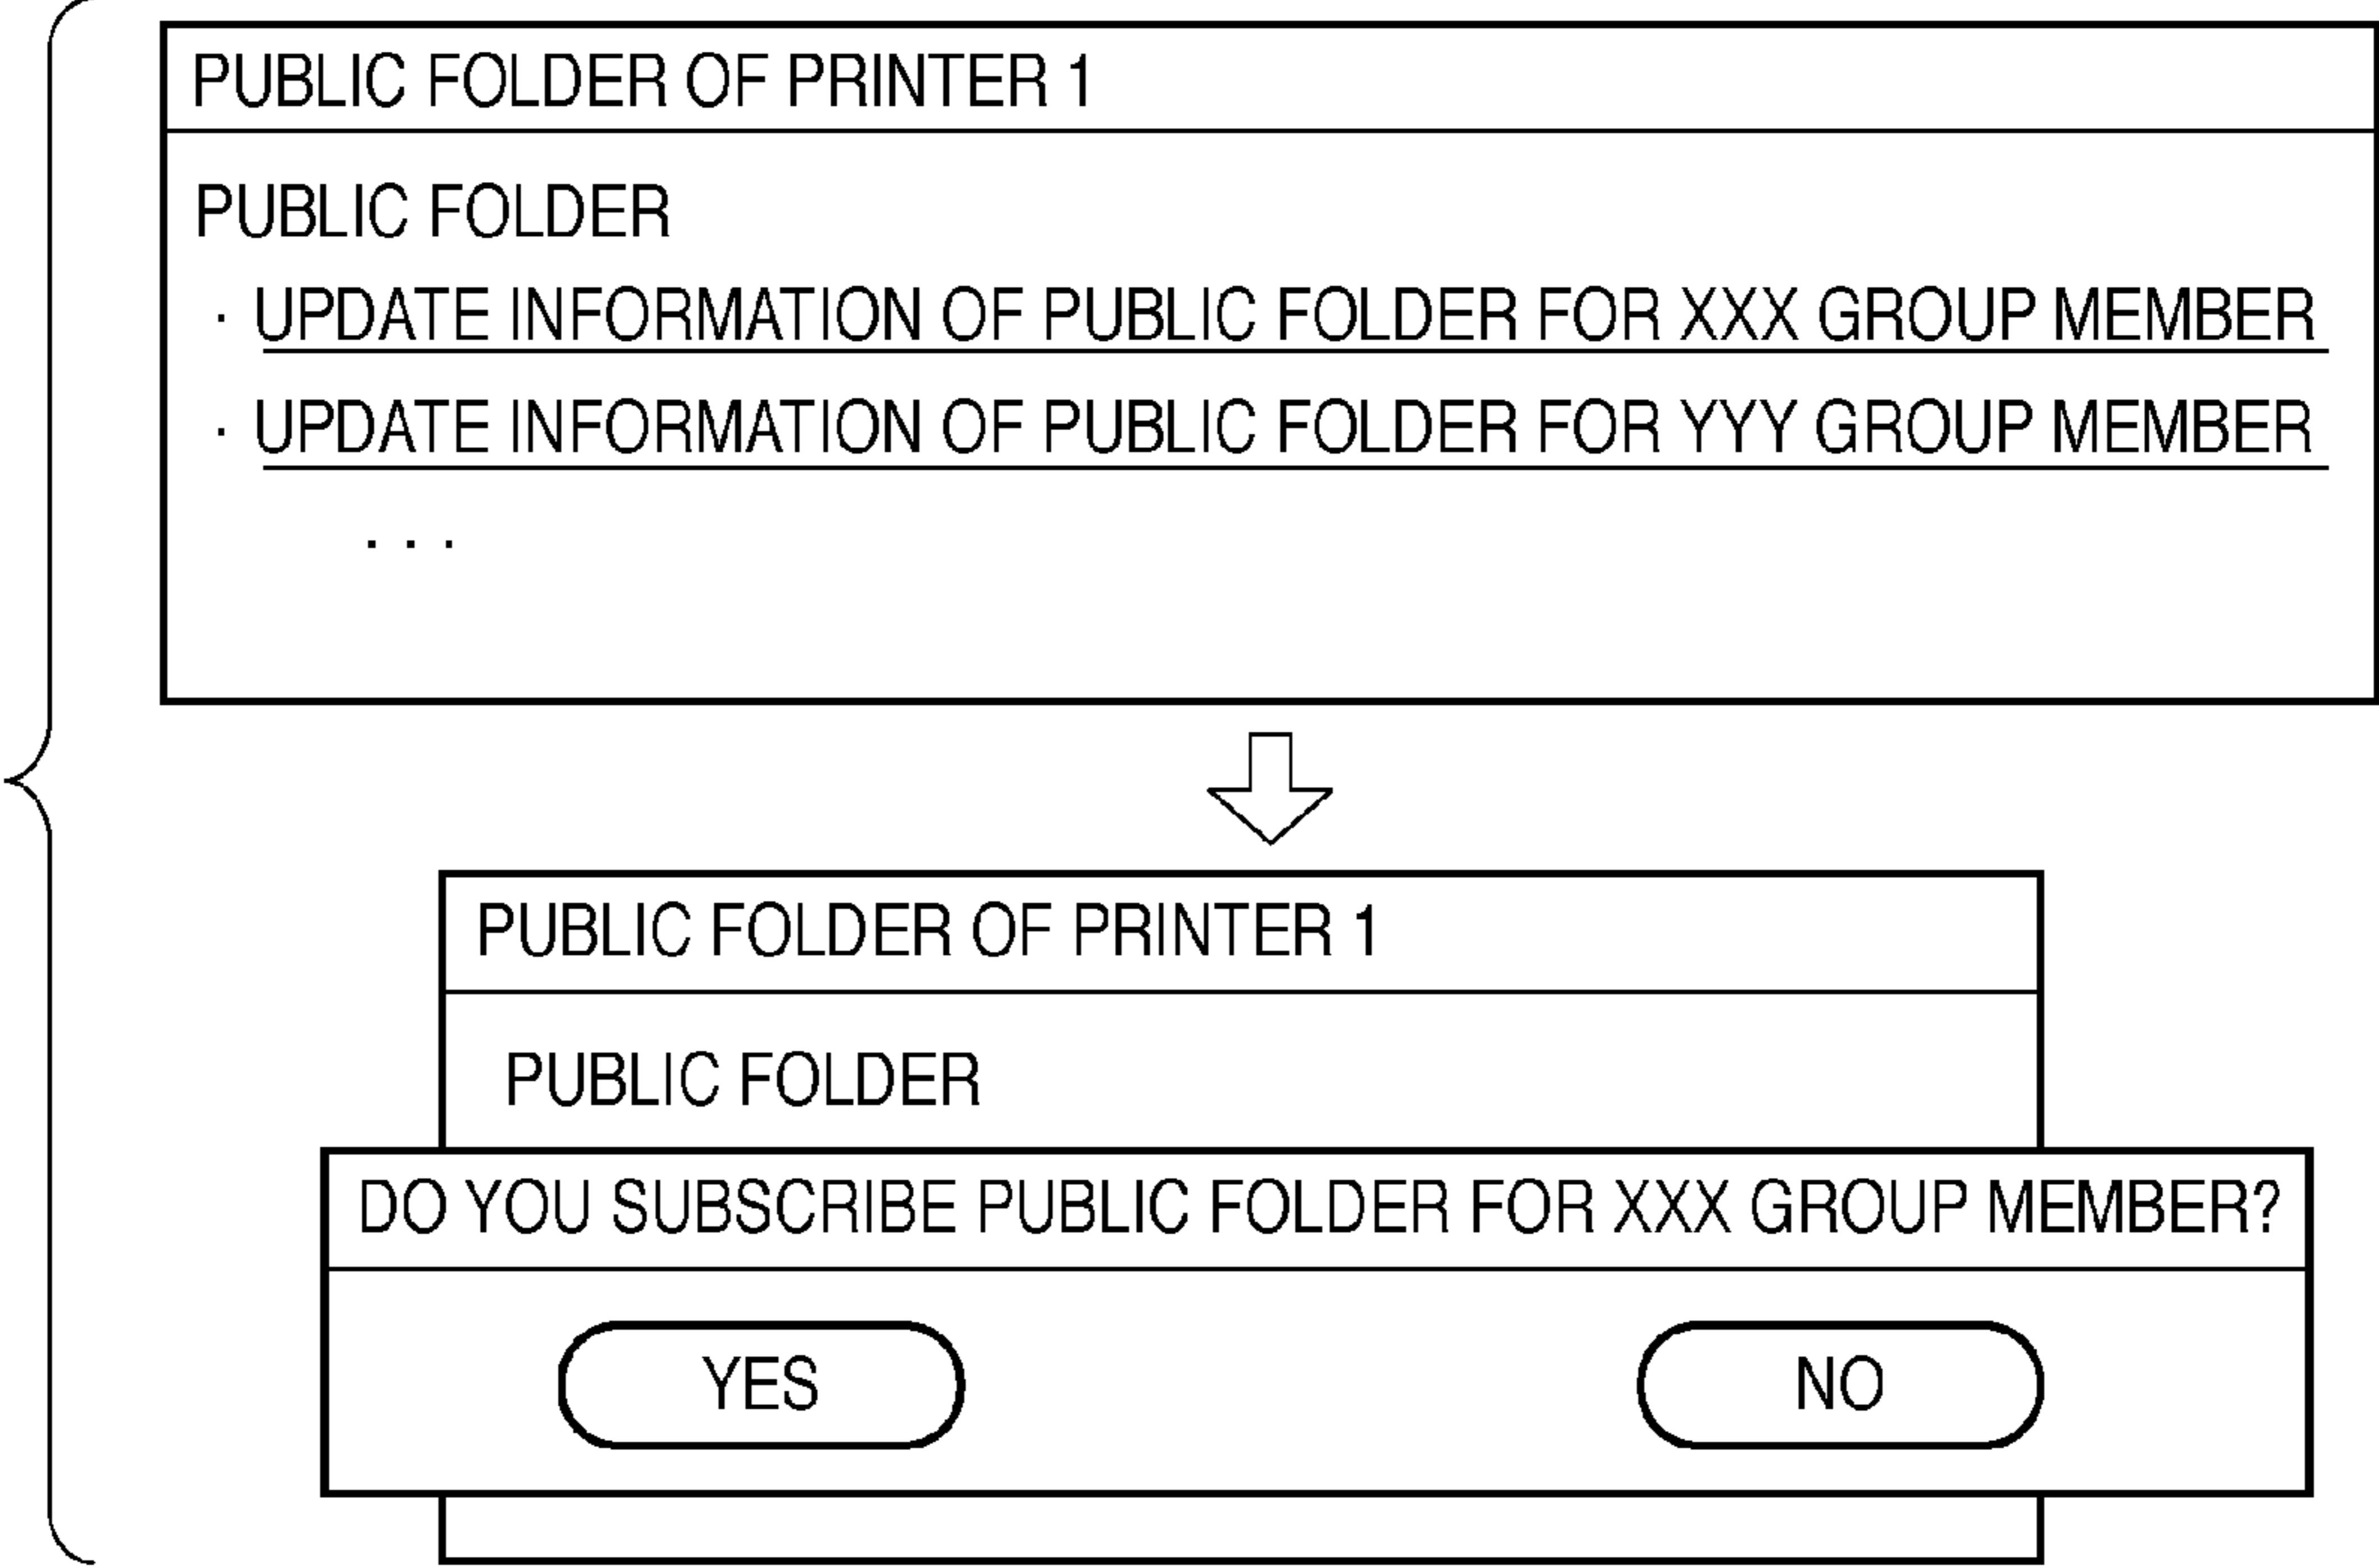 PUBLIC FOLDER OF PRINTER 1
PUBLIC FOLDER
· UPDATE INFORMATION OF PUBLIC FOLDER FOR XXX GROUP MEMBER
· UPDATE INFORMATION OF PUBLIC FOLDER FOR YYY GROUP MEMBER
. . .
PUBLIC FOLDER OF PRINTER 1
PUBLIC FOLDER
DO YOU SUBSCRIBE PUBLIC FOLDER FOR XXX GROUP MEMBER?
YES NO